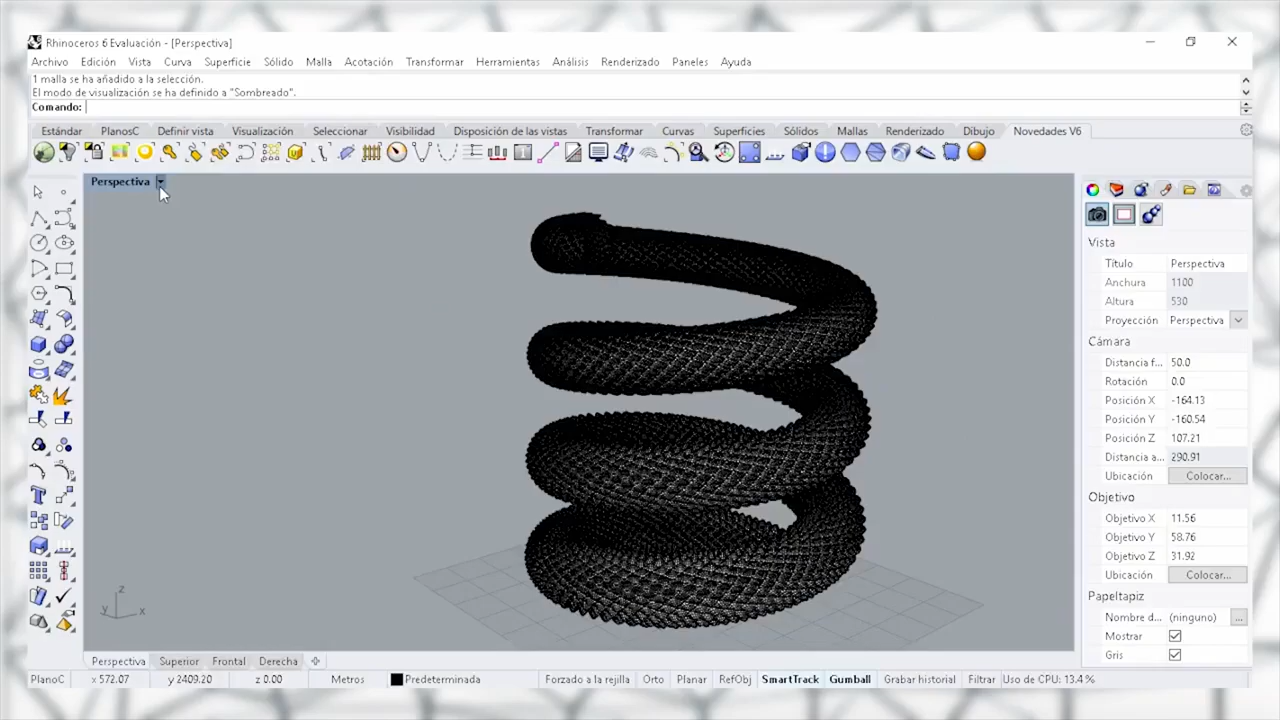 Rhinoceros 6 Evaluación - [Perspectiva]
Archivo Edición Vista Curva Superficie Sólido Malla Acotación Transformar Herramientas Análisis Renderizado Paneles Ayuda
1 malla se ha añadido a la selección.
El modo de visualización se ha definido a "Sombreado".
Comando:
Estándar PlanosC Definir vista Visualización Seleccionar Visibilidad Disposición de las vistas Transformar Curvas Superficies Sólidos Mallas Renderizado Dibujo Novedades V6
Perspectiva
Vista
Título Perspectiva
Anchura 1100
Altura 530
Proyección Perspectiva
Cámara
Distancia f... 50.0
Rotación 0.0
Posición X -164.13
Posición Y -160.54
Posición Z 107.21
Distancia a... 290.91
Ubicación Colocar...
Objetivo
Objetivo X 11.56
Objetivo Y 58.76
Objetivo Z 31.92
Ubicación Colocar...
Papeltapiz
Nombre d... (ninguno) ...
Mostrar
Gris
z
y x
Perspectiva Superior Frontal Derecha
PlanoC x 572.07 y 2409.20 z 0.00 Metros Predeterminada Forzado a la rejilla Orto Planar RefObj SmartTrack Gumball Grabar historial Filtrar Uso de CPU: 13.4 %